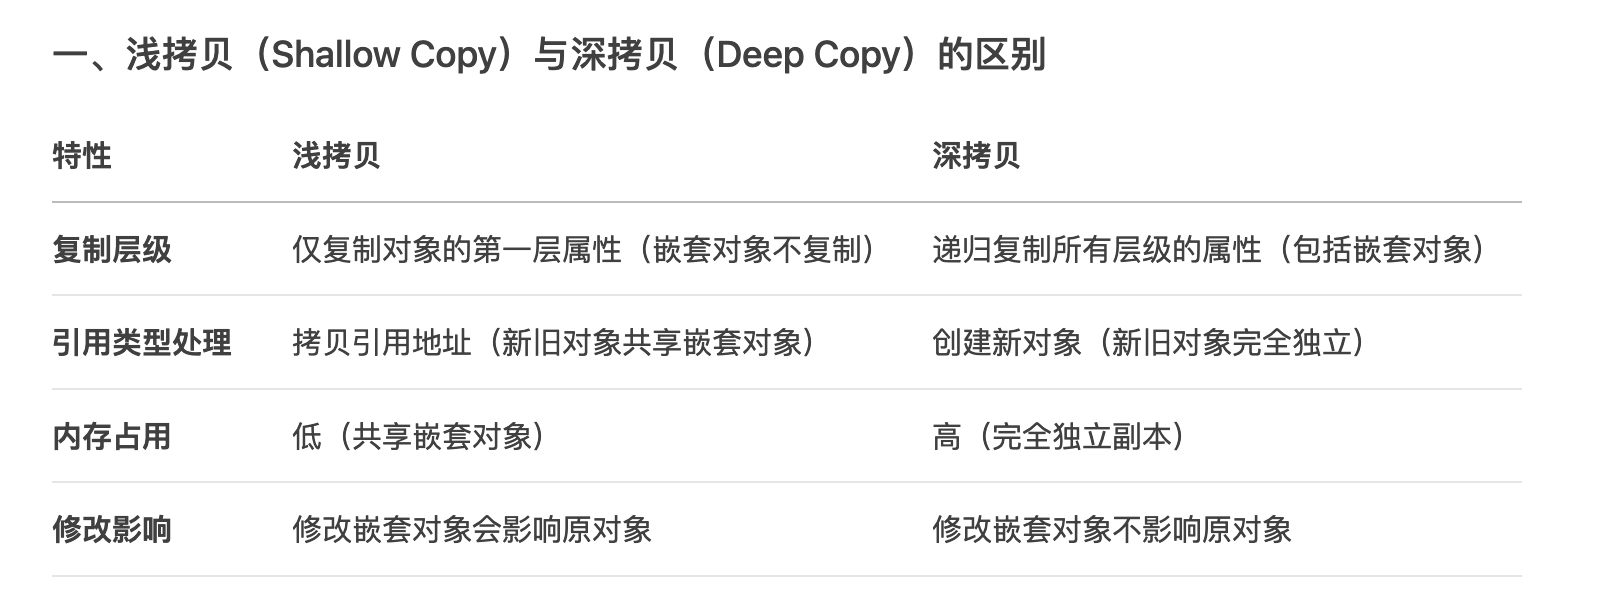 一、浅拷贝（Shallow Copy）与深拷贝（Deep Copy）的区别
特性 浅拷贝 深拷贝
复制层级 仅复制对象的第一层属性（嵌套对象不复制） 递归复制所有层级的属性（包括嵌套对象）
引用类型处理 拷贝引用地址（新旧对象共享嵌套对象） 创建新对象（新旧对象完全独立）
内存占用 低（共享嵌套对象） 高（完全独立副本）
修改影响 修改嵌套对象会影响原对象 修改嵌套对象不影响原对象